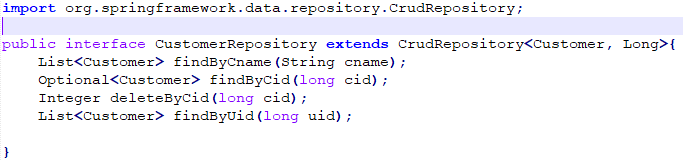 import org.springframework.data.repository.CrudRepository;
public interface CustomerRepository extends CrudRepository<Customer, Long>{
List<Customer> findByCname(String cname);
Optional<Customer> findByCid(long cid);
Integer deleteByCid(long cid);
List<Customer> findByUid(long uid);
}